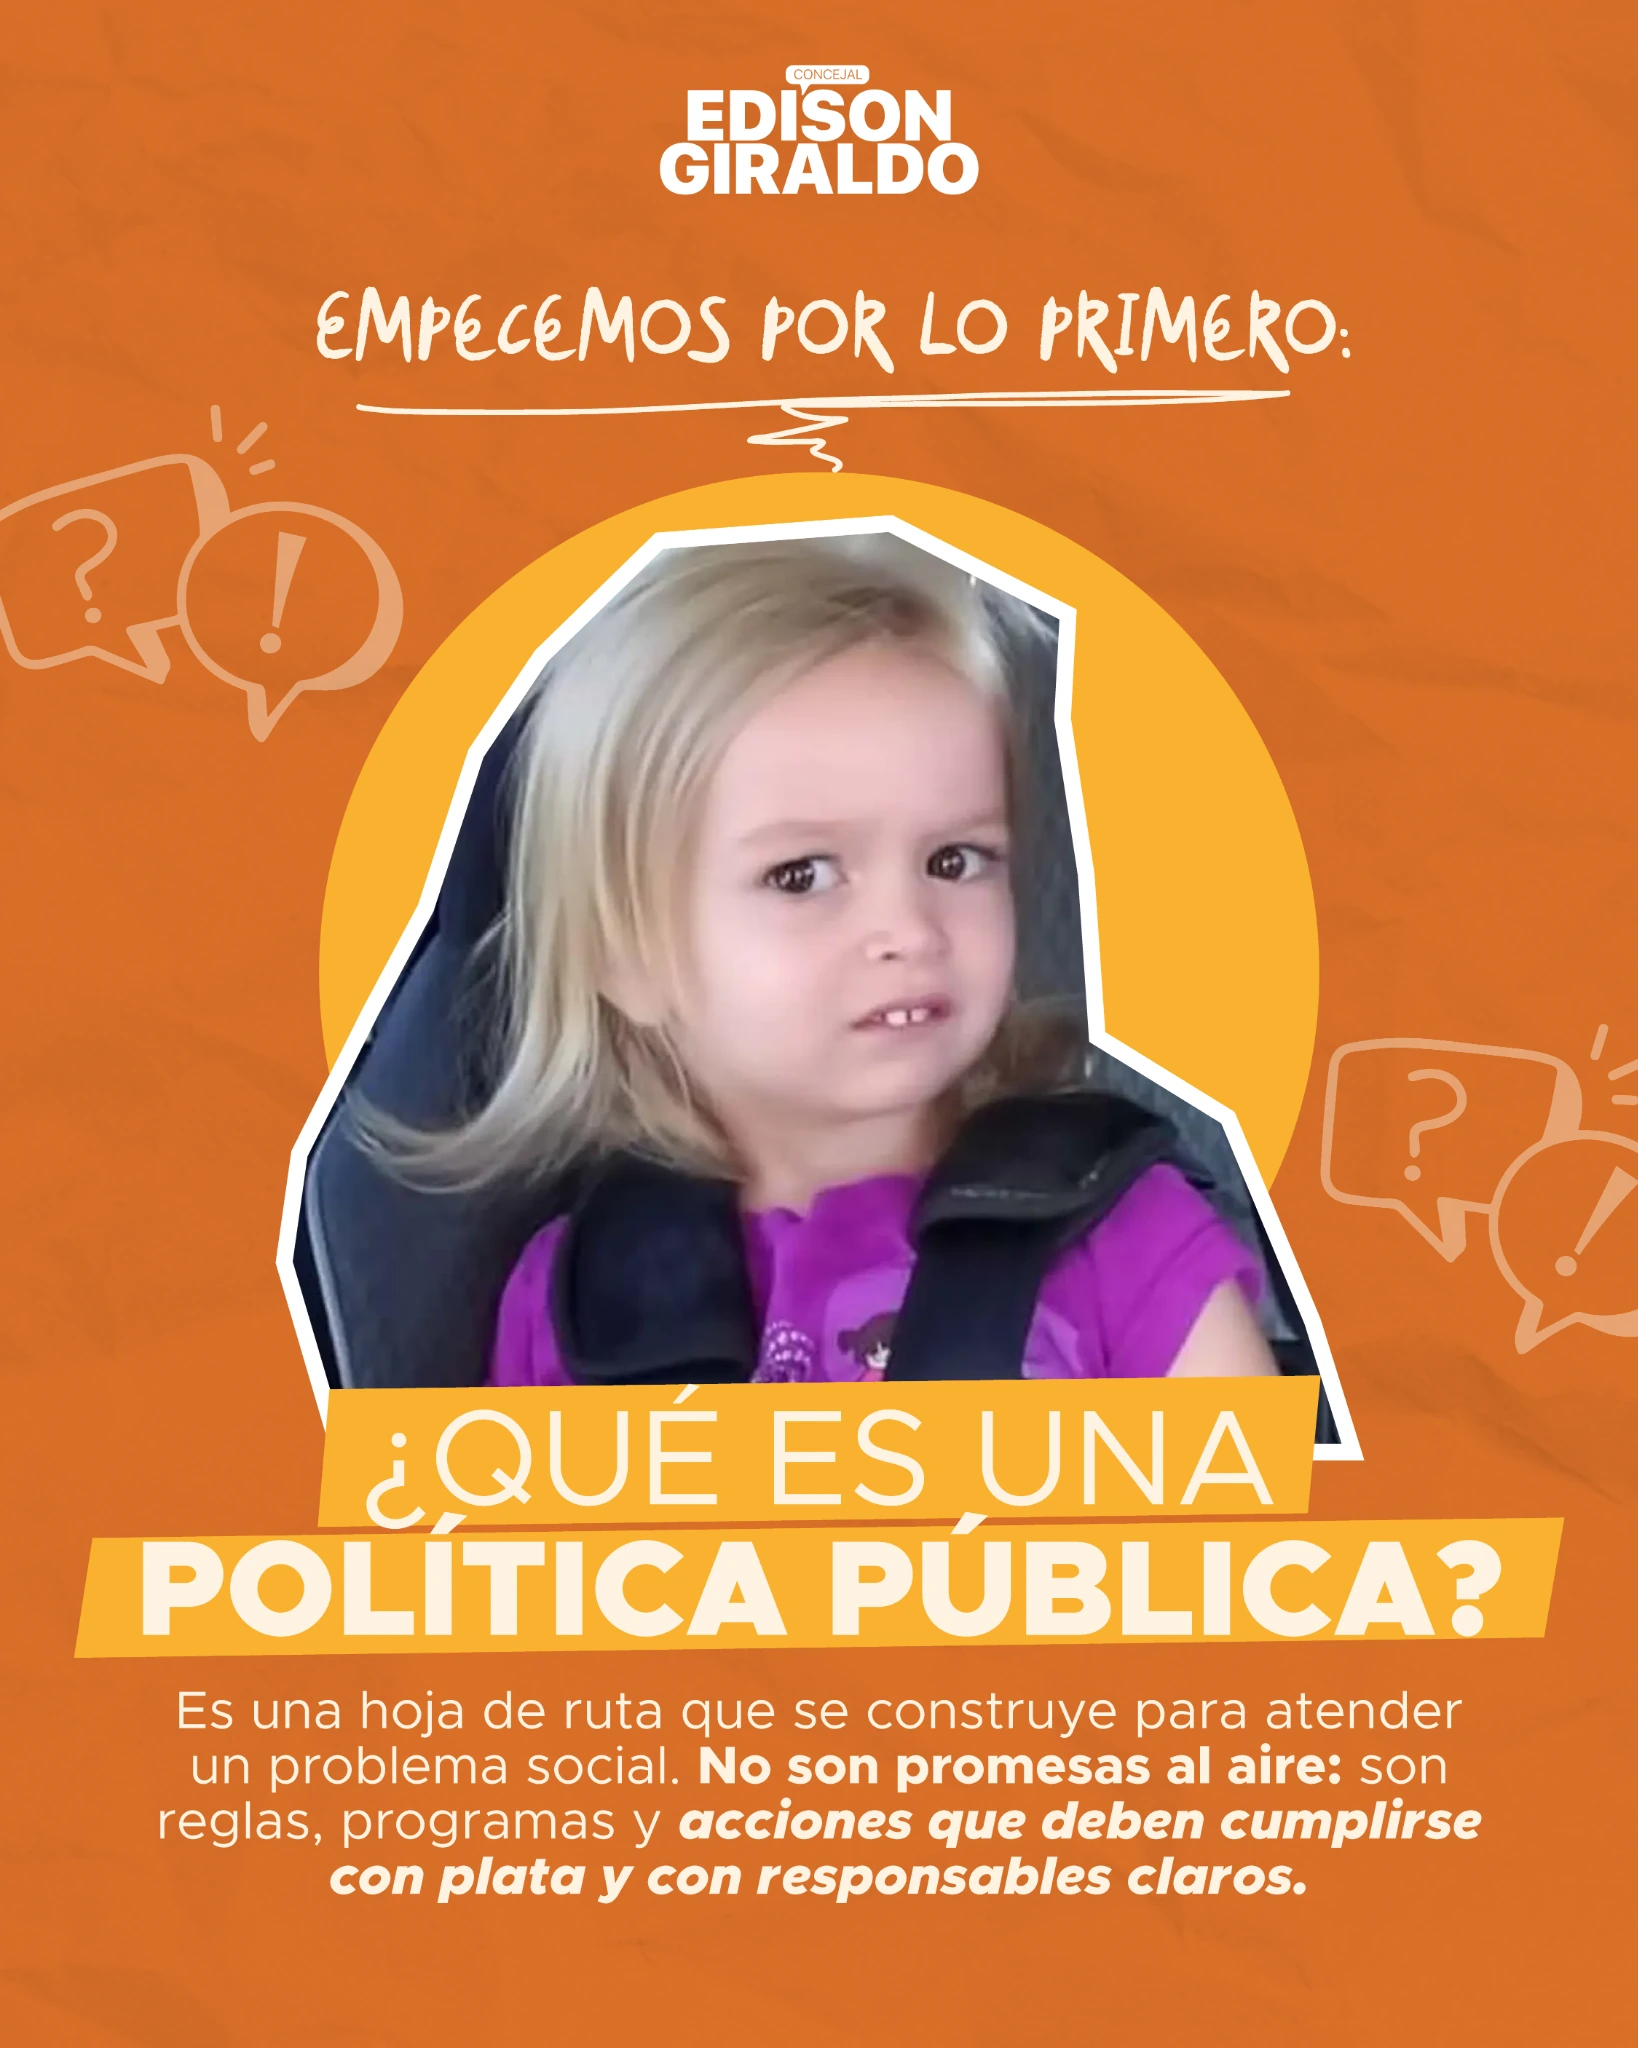 CONCEJAL
EDISON
GIRALDO
EMPECEMOS POR LO PRIMERO:
¿QUÉ ES UNA
POLÍTICA PÚBLICA?
Es una hoja de ruta que se construye para atender
un problema social. No son promesas al aire: son
reglas, programas y acciones que deben cumplirse
con plata y con responsables claros.